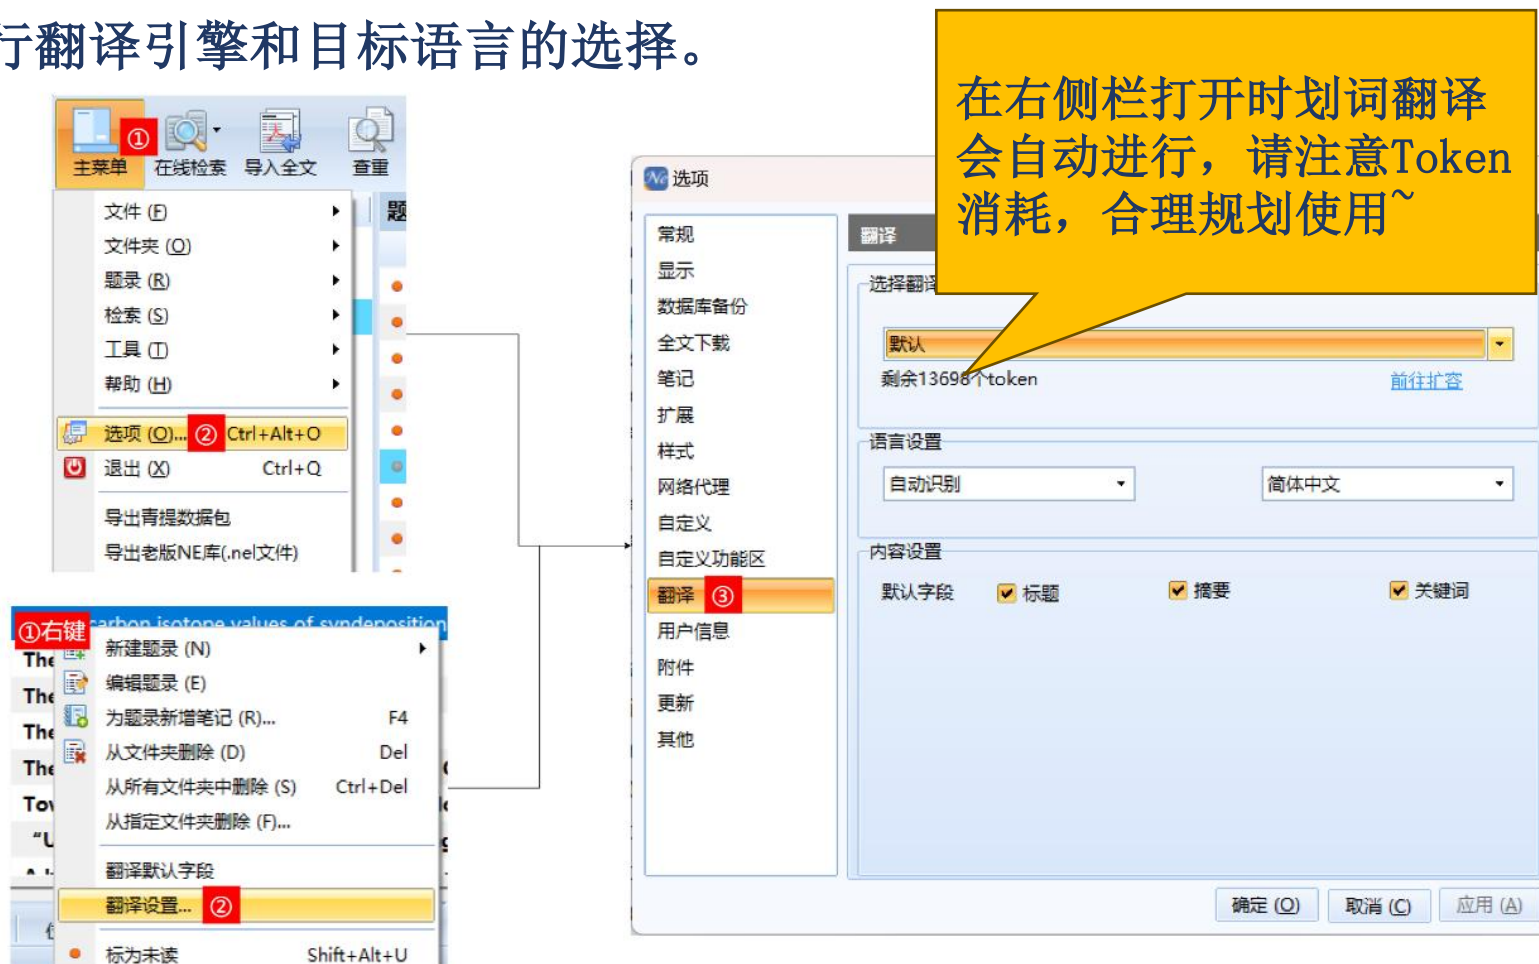 行翻译引擎和目标语言的选择。
在右侧栏打开时划词翻译
会自动进行，请注意Token
消耗，合理规划使用~
①
主菜单
在线检索
导入全文
查重
文件 (F)
题
文件夹 (O)
题录 (R)
检索 (S)
工具 (T)
帮助 (H)
选项 (O)... ② Ctrl+Alt+O
退出 (X) Ctrl+Q
导出青提数据包
导出老版NE库(.nel文件)
①右键
carbon isotope values of syndeposition
新建题录 (N)
The
编辑题录 (E)
The
为题录新增笔记 (R)... F4
The
从文件夹删除 (D) Del
The
从所有文件夹中删除 (S) Ctrl+Del
从指定文件夹删除 (F)...
“U
翻译默认字段
翻译设置... ②
标为未读 Shift+Alt+U
Ne 选项
常规
显示
数据库备份
全文下载
笔记
扩展
样式
网络代理
自定义
自定义功能区
翻译 ③
用户信息
附件
更新
其他
翻译
选择翻译
默认
剩余13698个token
前往扩容
语言设置
自动识别
简体中文
内容设置
默认字段 标题 摘要 关键词
确定 (O) 取消 (C) 应用 (A)